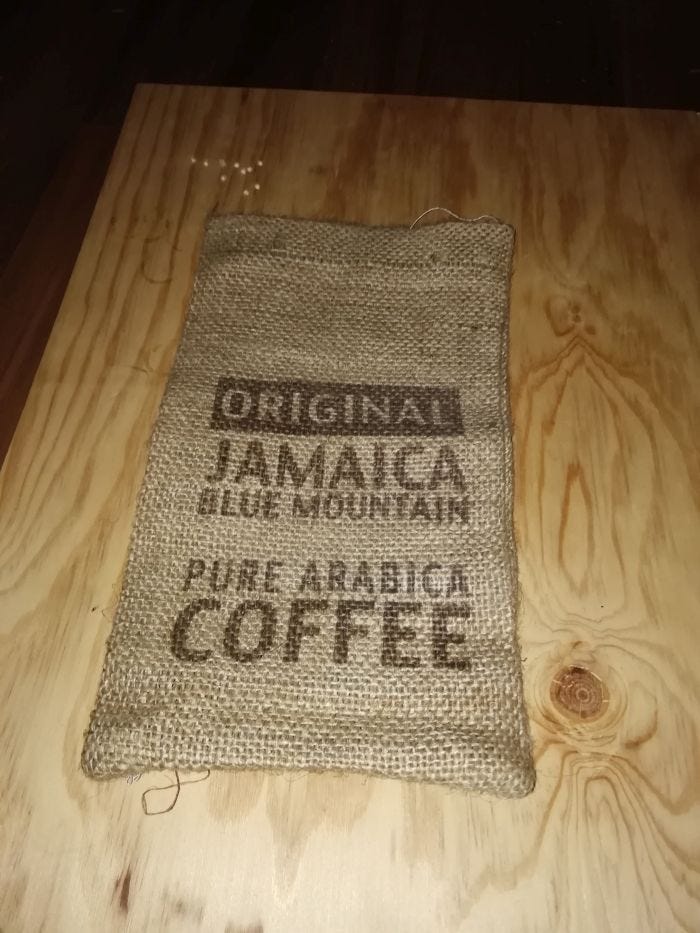 ORIGINAL
JAMAICA
BLUE MOUNTAIN
PURE ARABICA
COFFEE